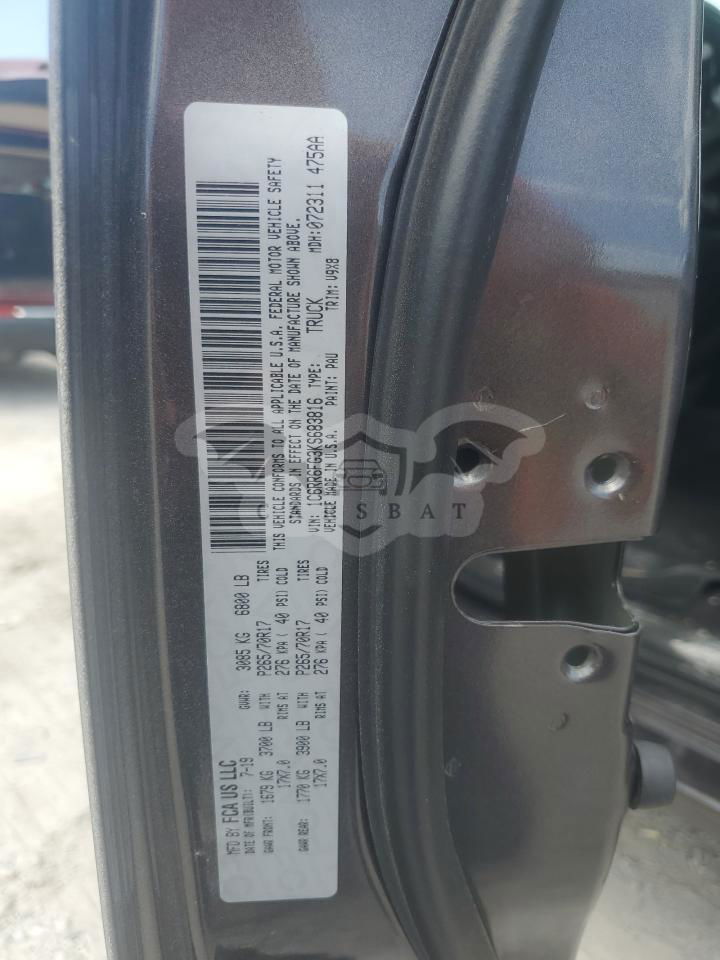 MFD BY: FCA US LLC
DATE OF MFR(BUILT): 7-19 GVWR: 3085 KG 6800 LB
GAWR FRONT: 1679 KG 3700 LB WITH P265/70R17 TIRES
17X7.0 RIMS AT 276 KPA ( 40 PSI) COLD
GAWR REAR: 1770 KG 3900 LB WITH P265/70R17 TIRES
17X7.0 RIMS AT 276 KPA ( 40 PSI) COLD
THIS VEHICLE CONFORMS TO ALL APPLICABLE U.S.A. FEDERAL MOTOR VEHICLE SAFETY
STANDARDS IN EFFECT ON THE DATE OF MANUFACTURE SHOWN ABOVE.
VIN: 1C6RR6FG3KS683816 TYPE: TRUCK MDH:072311 475AA
VEHICLE MADE IN U.S.A. PAINT: PAU TRIM: V9X8